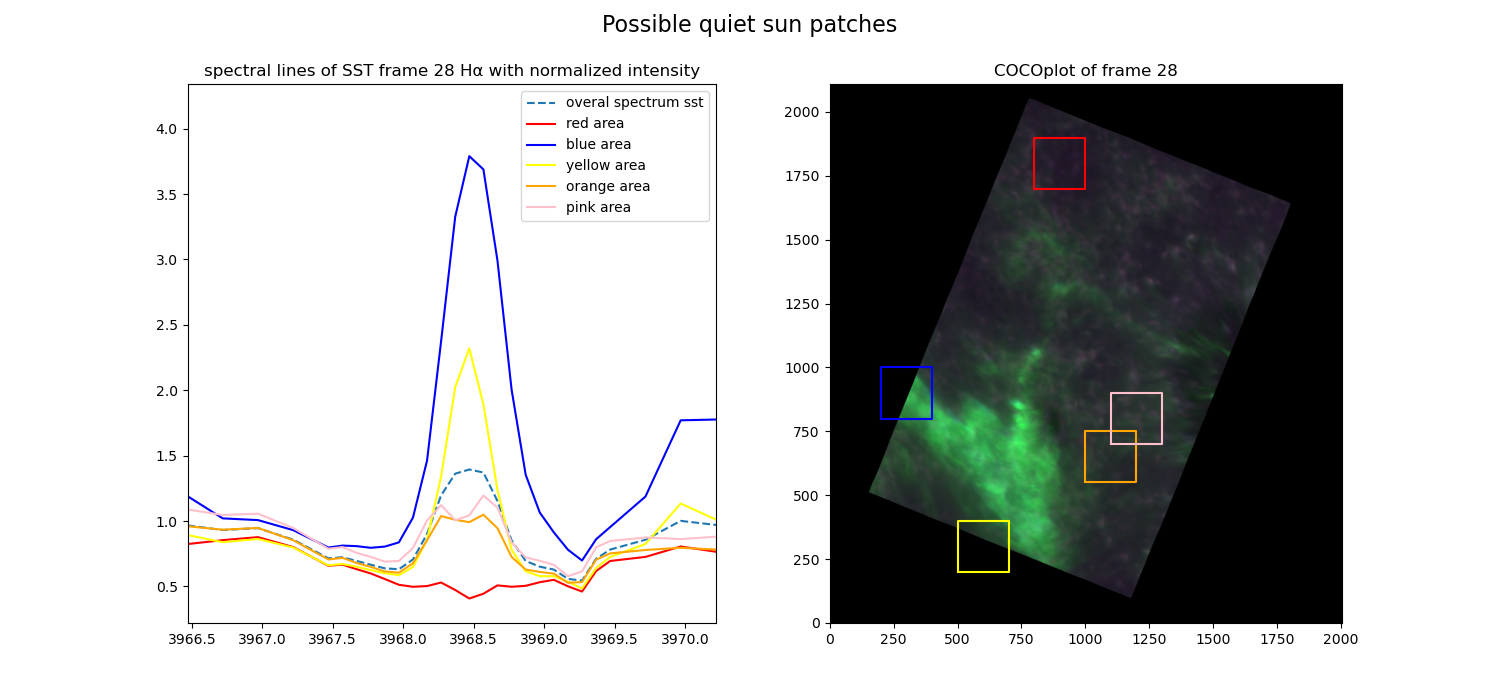 Possible quiet sun patches
spectral lines of SST frame 28 Hα with normalized intensity
4.0
3.5
3.0
2.5
2.0
1.5
1.0
0.5
3966.5 3967.0 3967.5 3968.0 3968.5 3969.0 3969.5 3970.0
overal spectrum sst
red area
blue area
yellow area
orange area
pink area
COCOplot of frame 28
2000
1750
1500
1250
1000
750
500
250
0
0 250 500 750 1000 1250 1500 1750 2000